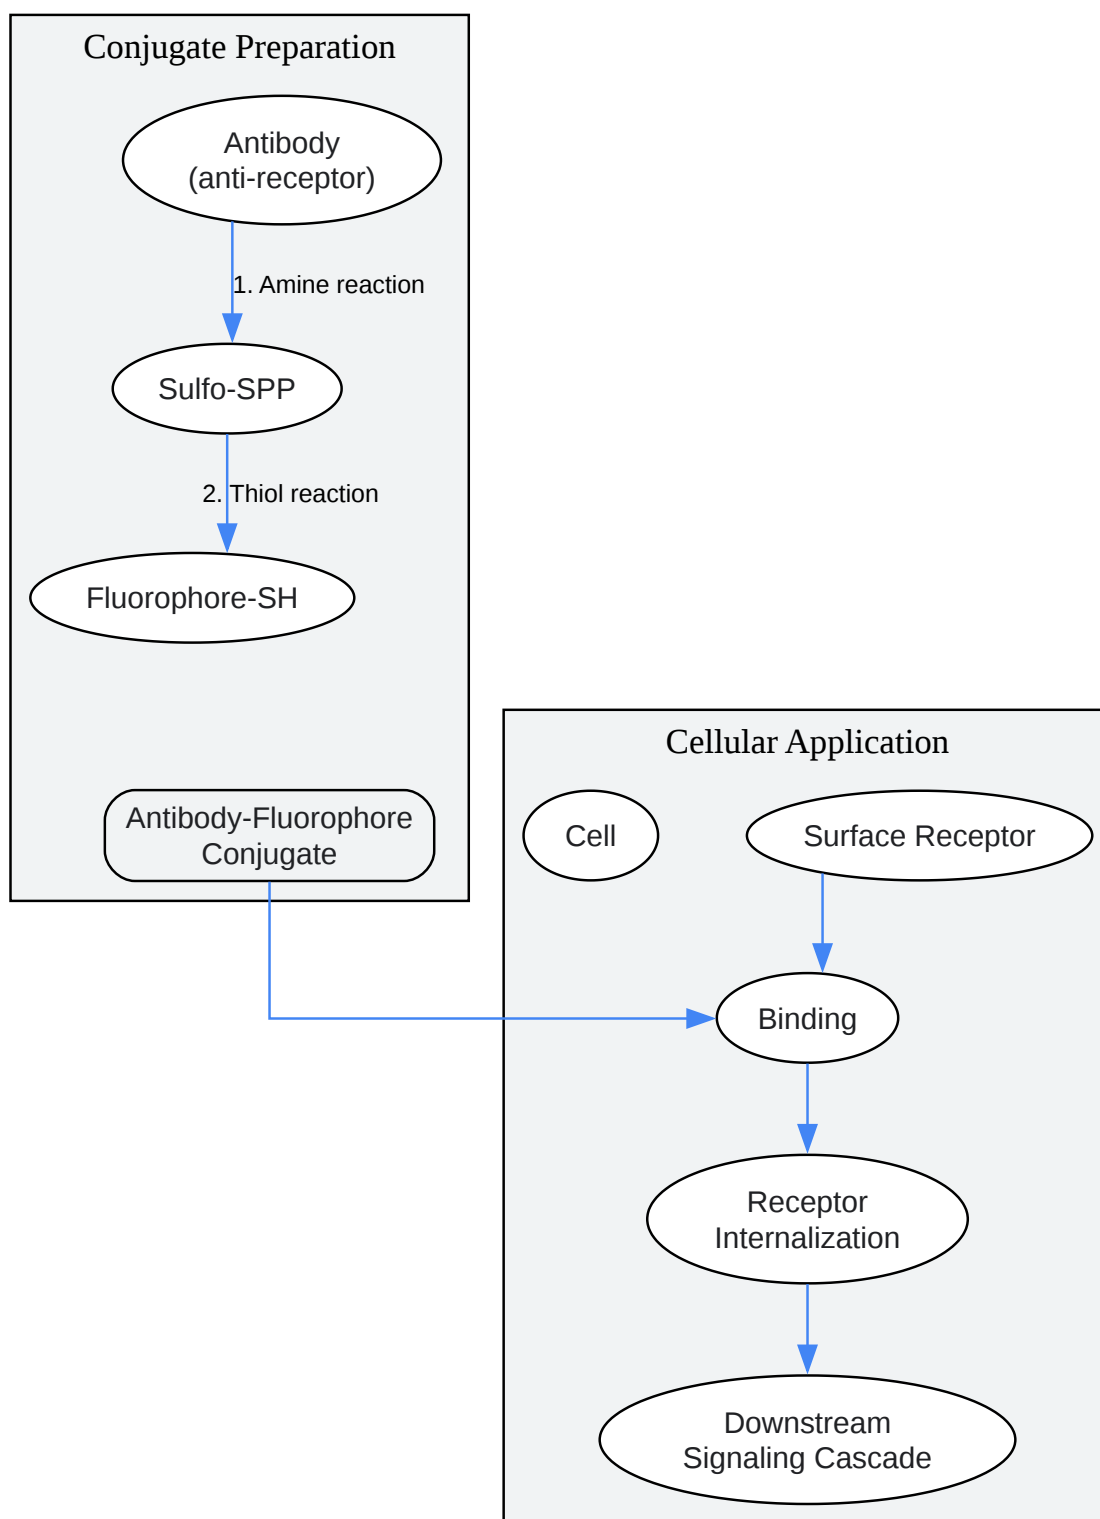 Conjugate Preparation
Antibody
(anti-receptor)
1. Amine reaction
Sulfo-SPP
2. Thiol reaction
Fluorophore-SH
Antibody-Fluorophore
Conjugate
Cellular Application
Cell
Surface Receptor
Binding
Receptor
Internalization
Downstream
Signaling Cascade